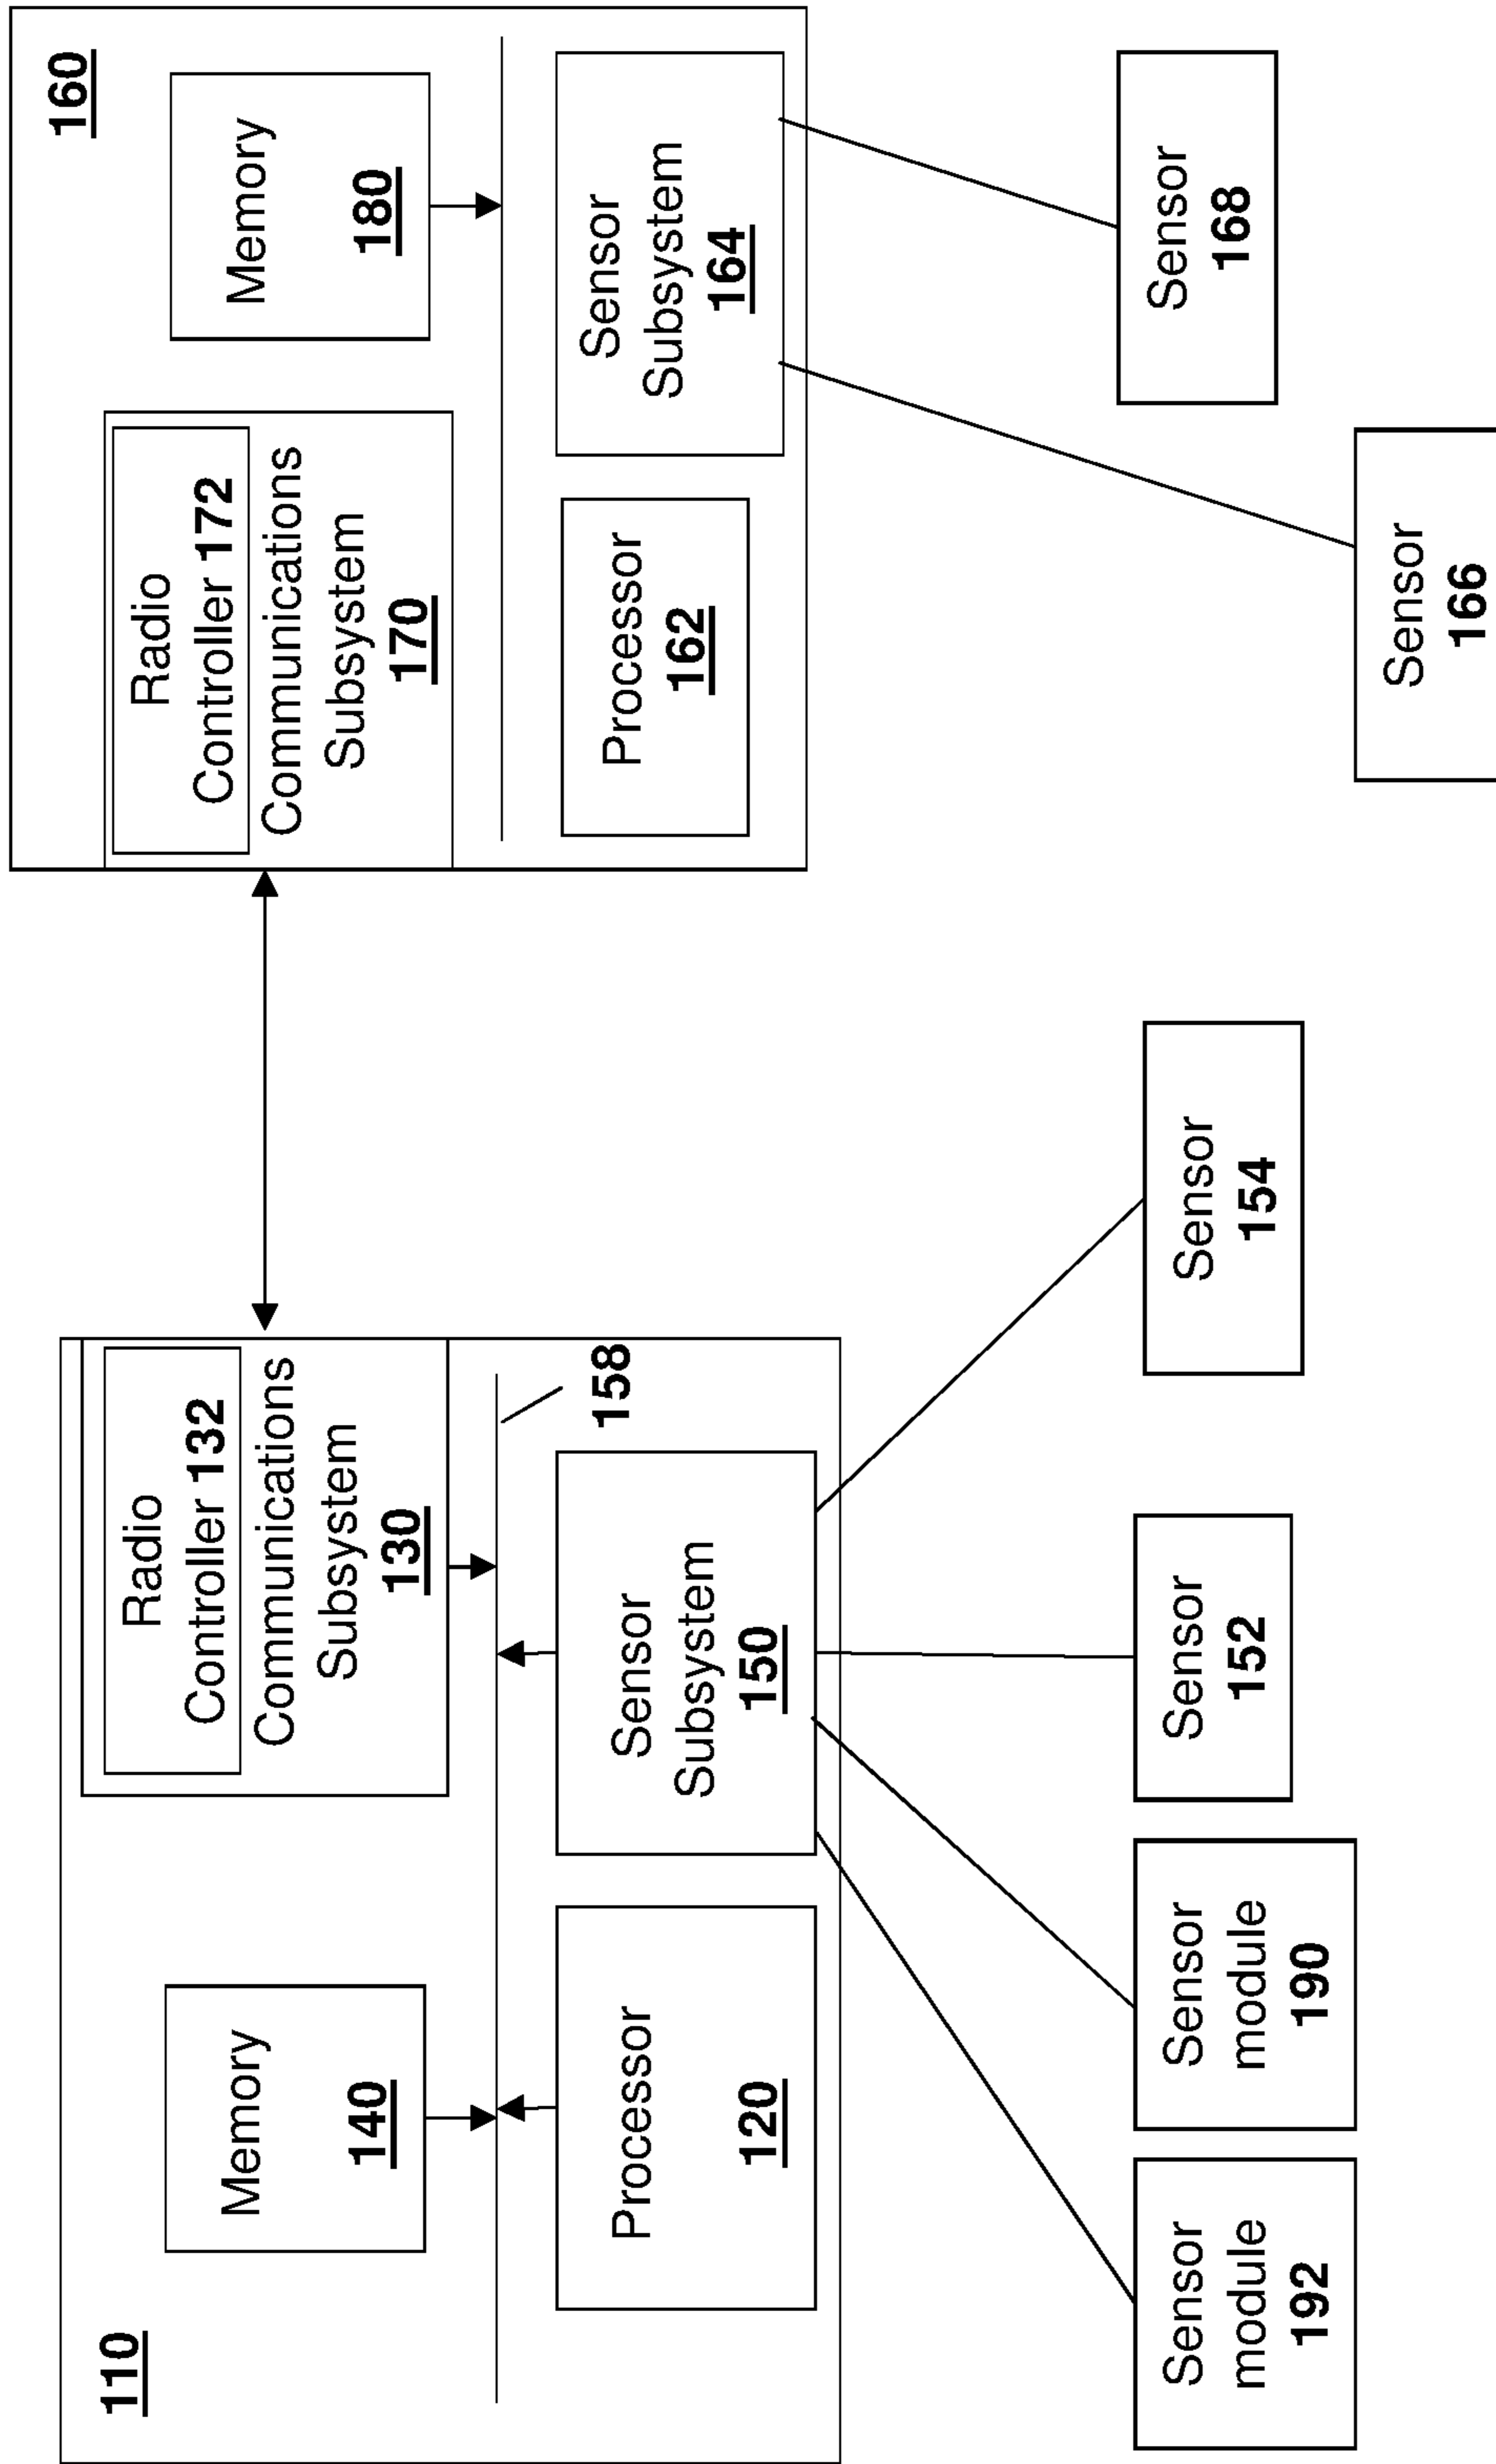 110
Memory
140
Radio
Controller 132
Communications
Subsystem
130
158
Processor
120
Sensor
Subsystem
150
Sensor
module
192
Sensor
module
190
Sensor
152
Sensor
154
160
Radio
Controller 172
Communications
Subsystem
170
Memory
180
Processor
162
Sensor
Subsystem
164
Sensor
166
Sensor
168